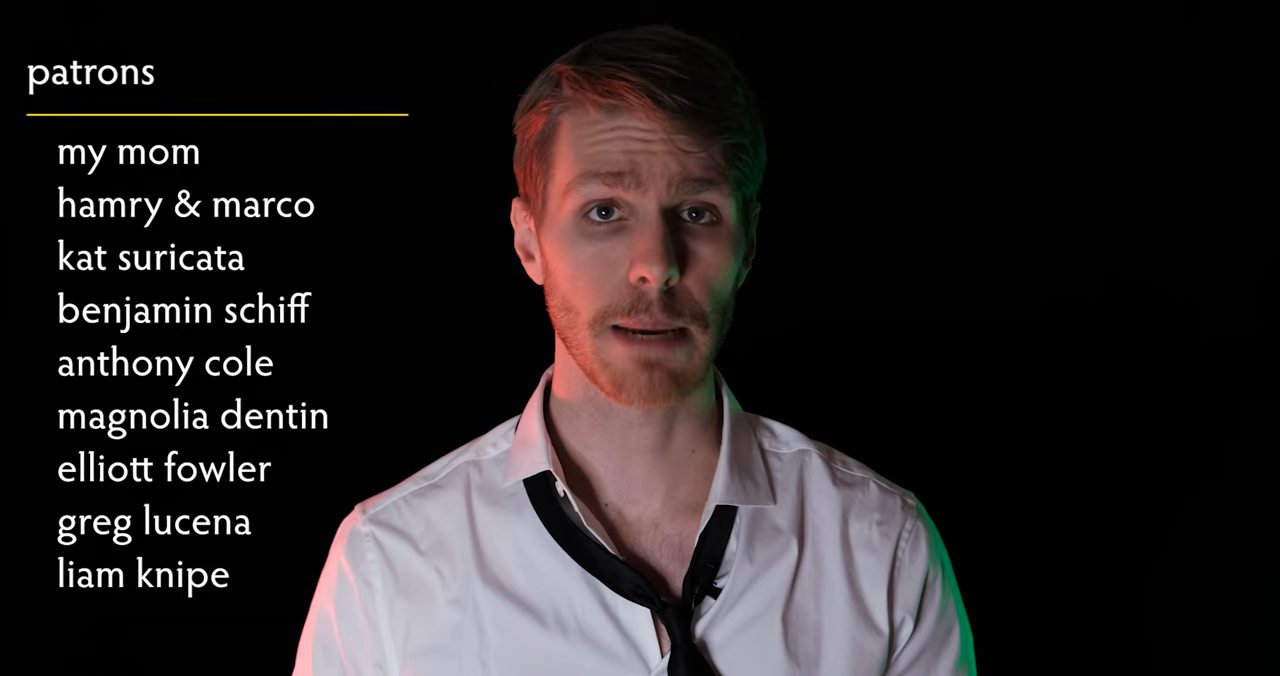 patrons
my mom
hamry & marco
kat suricata
benjamin schiff
anthony cole
magnolia dentin
elliott fowler
greg lucena
liam knipe